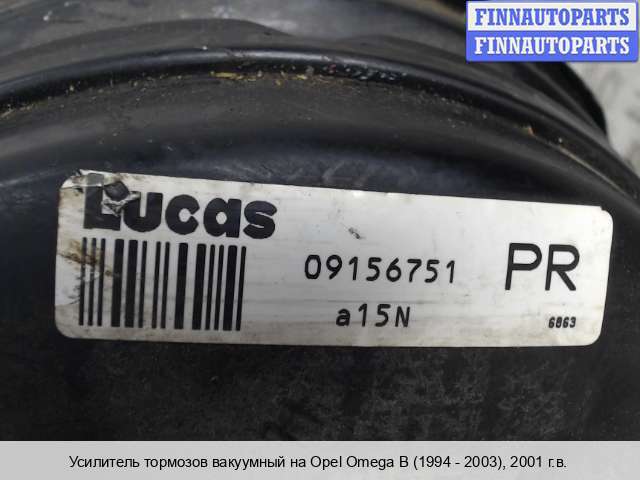 FINNAUTOPARTS
FINNAUTOPARTS
Lucas
09156751 PR
a15N 6863
Усилитель тормозов вакуумный на Opel Omega B (1994 - 2003), 2001 г.в.